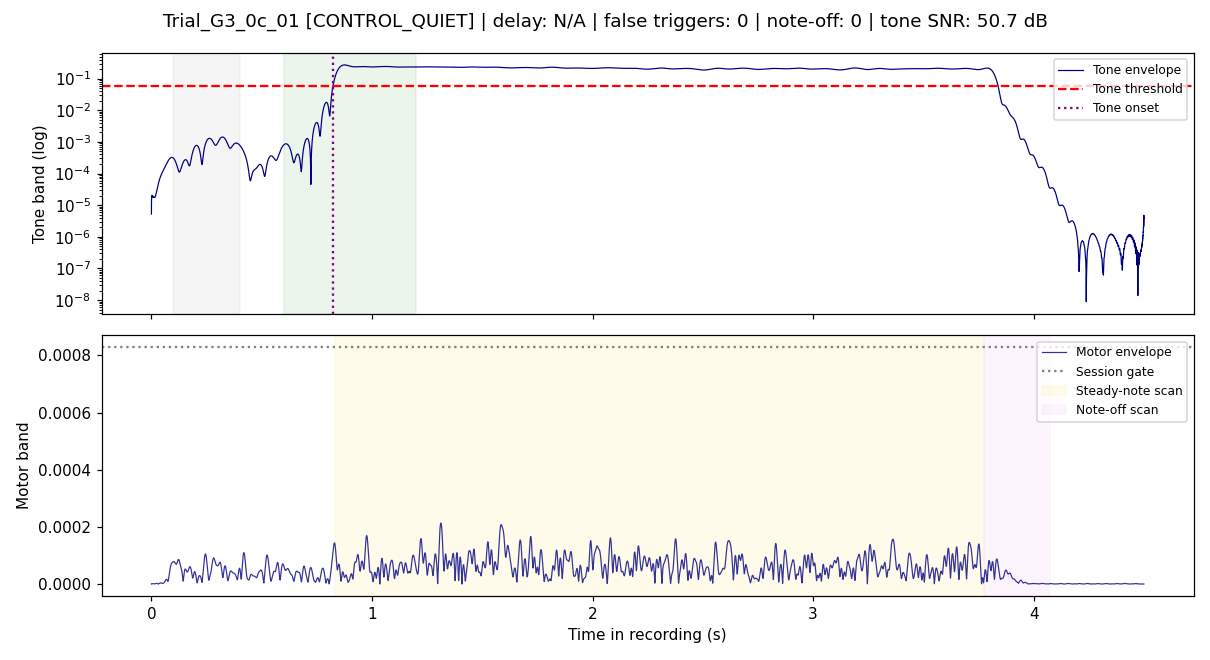 Trial_G3_0c_01 [CONTROL_QUIET] | delay: N/A | false triggers: 0 | note-off: 0 | tone SNR: 50.7 dB
Tone band (log)
10⁻¹
10⁻²
10⁻³
10⁻⁴
10⁻⁵
10⁻⁶
10⁻⁷
10⁻⁸
Tone envelope
Tone threshold
Tone onset
Motor band
0.0008
0.0006
0.0004
0.0002
0.0000
Motor envelope
Session gate
Steady-note scan
Note-off scan
0 1 2 3 4
Time in recording (s)